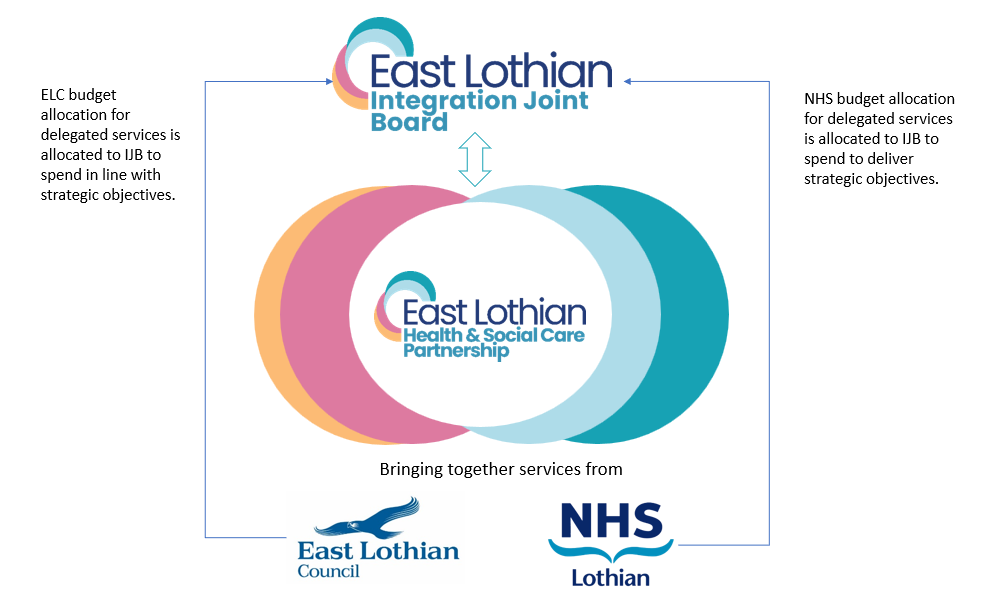 East Lothian
Integration Joint
Board
ELC budget
allocation for
delegated services is
allocated to IJB to
spend in line with
strategic objectives.
NHS budget allocation
for delegated services
is allocated to IJB to
spend to deliver
strategic objectives.
East Lothian
Health & Social Care
Partnership
Bringing together services from
East Lothian
Council
NHS
Lothian